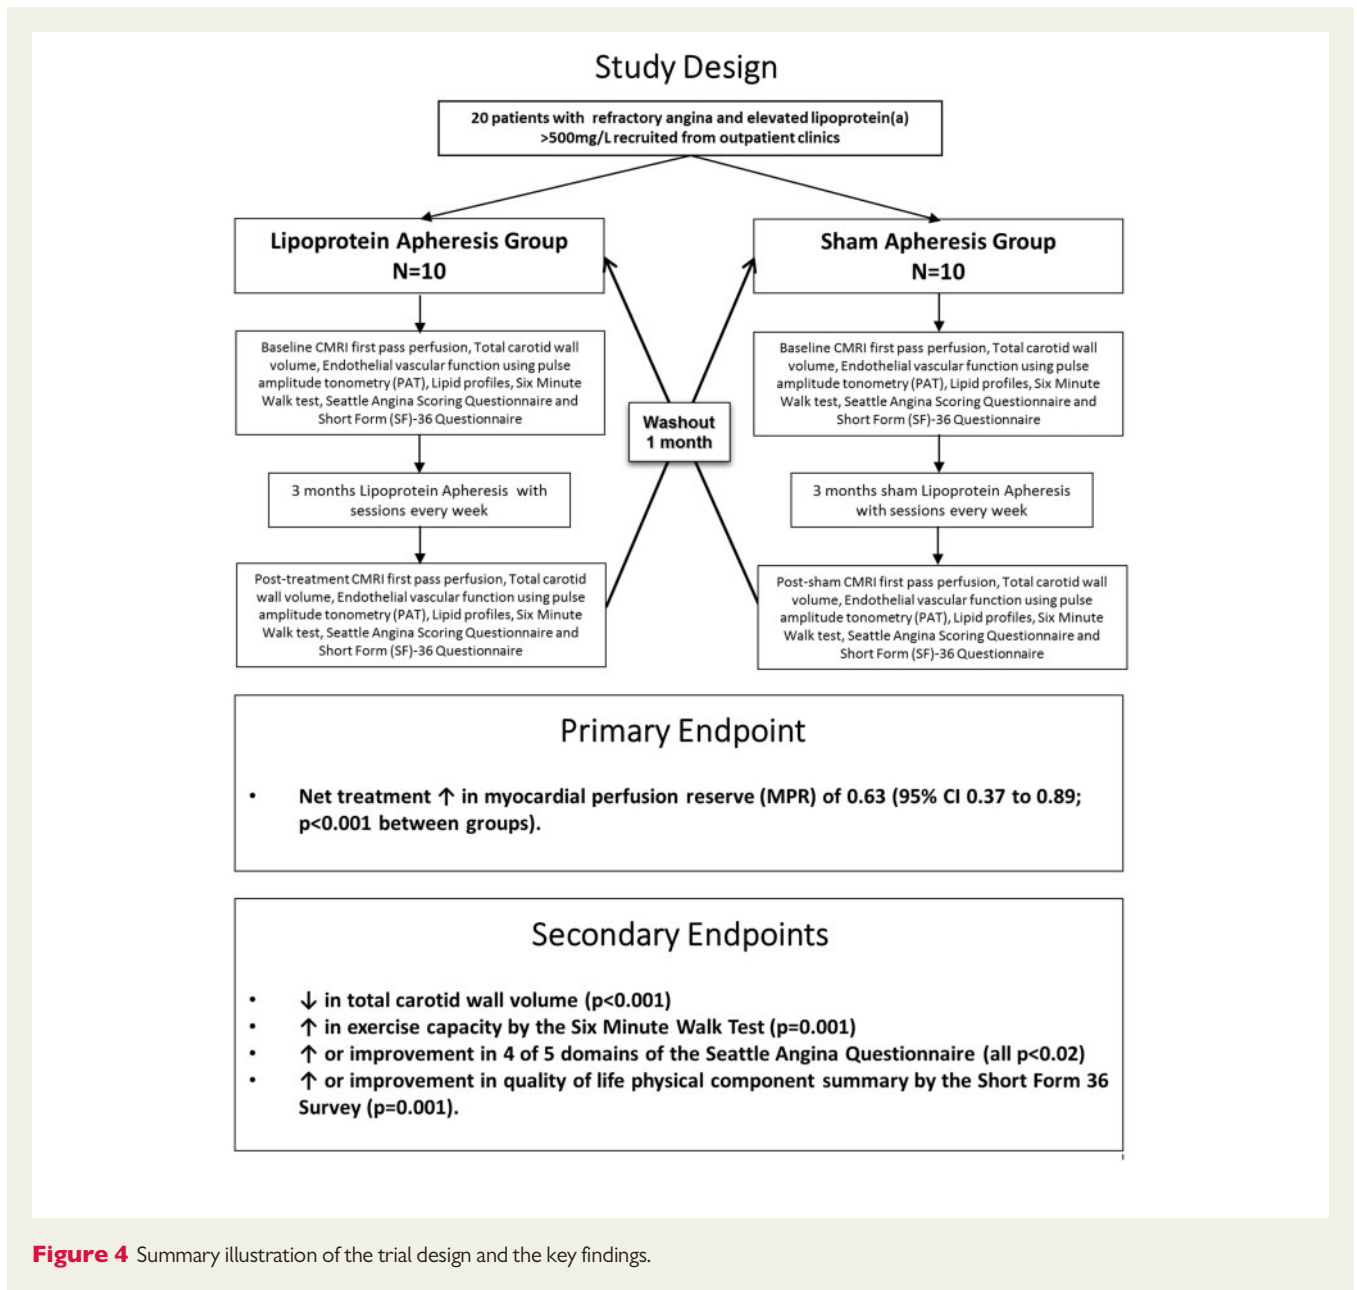 Study Design
20 patients with refractory angina and elevated lipoprotein(a)
>500mg/L recruited from outpatient clinics
Lipoprotein Apheresis Group
N=10
Sham Apheresis Group
N=10
Baseline CMRI first pass perfusion, Total carotid wall
volume, Endothelial vascular function using pulse
amplitude tonometry (PAT), Lipid profiles, Six Minute
Walk test, Seattle Angina Scoring Questionnaire and
Short Form (SF)-36 Questionnaire
Baseline CMRI first pass perfusion, Total carotid wall
volume, Endothelial vascular function using pulse
amplitude tonometry (PAT), Lipid profiles, Six Minute
Walk test, Seattle Angina Scoring Questionnaire and
Short Form (SF)-36 Questionnaire
Washout
1 month
3 months Lipoprotein Apheresis with
sessions every week
3 months sham Lipoprotein Apheresis
with sessions every week
Post-treatment CMRI first pass perfusion, Total carotid
wall volume, Endothelial vascular function using pulse
amplitude tonometry (PAT), Lipid profiles, Six Minute
Walk test, Seattle Angina Scoring Questionnaire and
Short Form (SF)-36 Questionnaire
Post-sham CMRI first pass perfusion, Total carotid wall
volume, Endothelial vascular function using pulse
amplitude tonometry (PAT), Lipid profiles, Six Minute
Walk test, Seattle Angina Scoring Questionnaire and
Short Form (SF)-36 Questionnaire
Primary Endpoint
• Net treatment ↑ in myocardial perfusion reserve (MPR) of 0.63 (95% CI 0.37 to 0.89;
p<0.001 between groups).
Secondary Endpoints
• ↓ in total carotid wall volume (p<0.001)
• ↑ in exercise capacity by the Six Minute Walk Test (p=0.001)
• ↑ or improvement in 4 of 5 domains of the Seattle Angina Questionnaire (all p<0.02)
• ↑ or improvement in quality of life physical component summary by the Short Form 36
Survey (p=0.001).
Figure 4 Summary illustration of the trial design and the key findings.